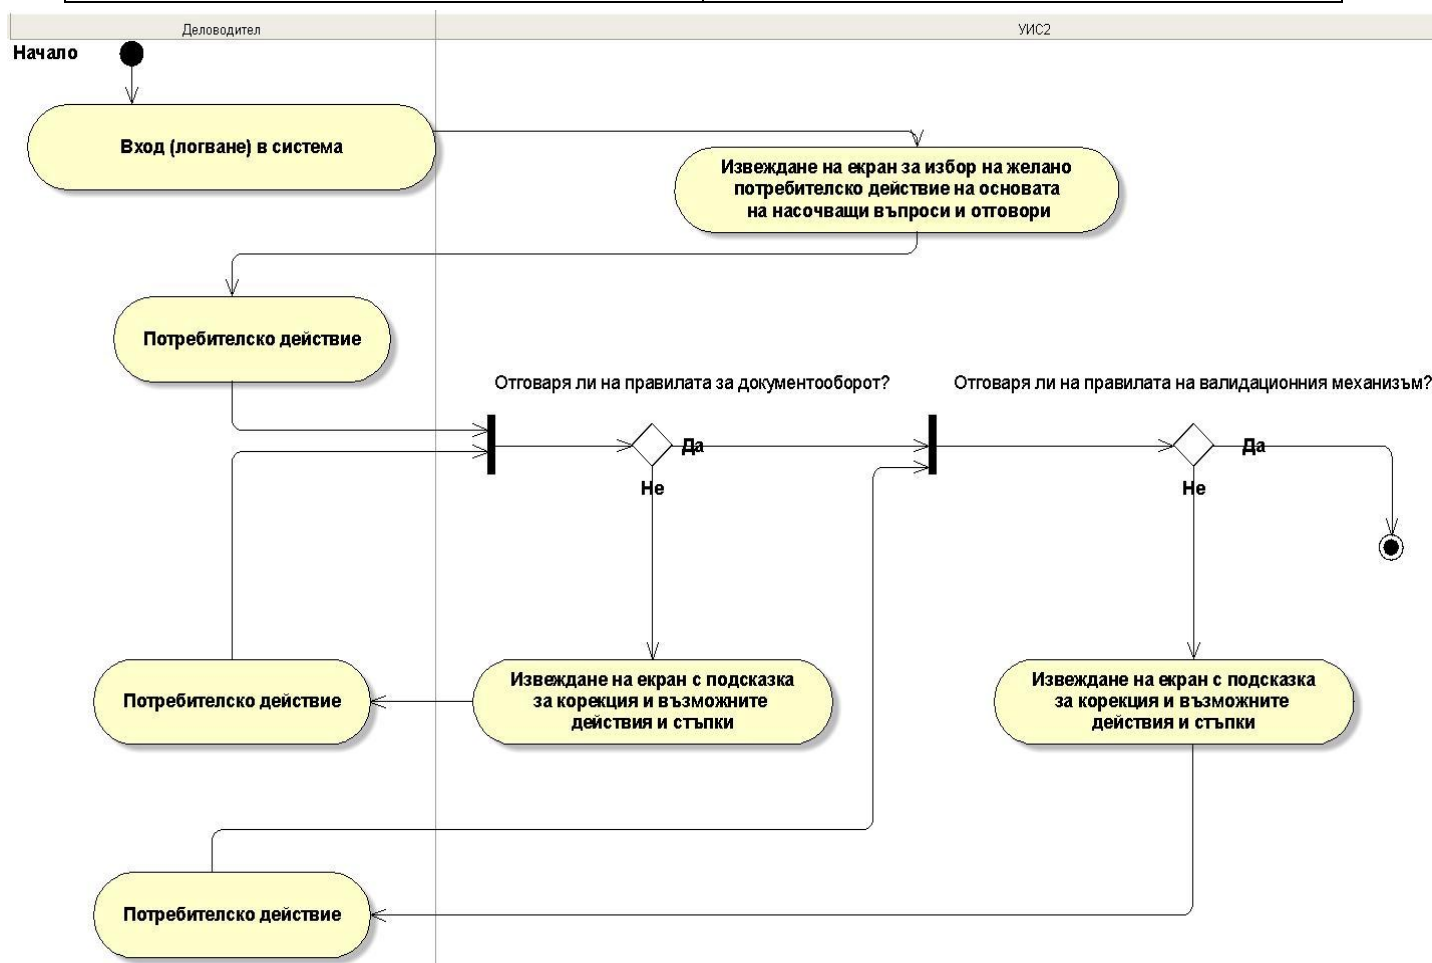 Деловодител
УИС2
Начало
Вход (логване) в система
Извеждане на екран за избор на желано
потребителско действие на основата
на насочващи въпроси и отговори
Потребителско действие
Отговаря ли на правилата за документооборот?
Отговаря ли на правилата на валидационния механизъм?
Да
Да
Не
Не
Потребителско действие
Извеждане на екран с подсказка
за корекция и възможните
действия и стъпки
Извеждане на екран с подсказка
за корекция и възможните
действия и стъпки
Потребителско действие